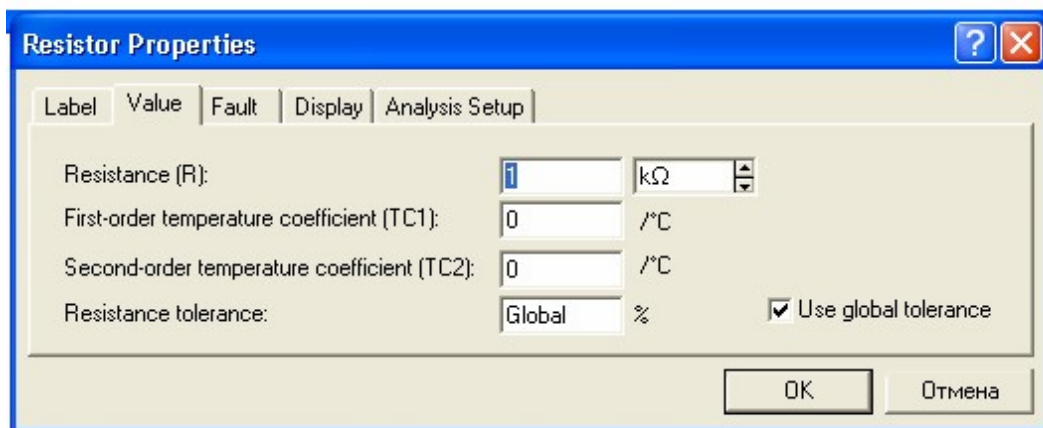 Resistor Properties
Label Value Fault Display Analysis Setup
Resistance (R): 1 kΩ
First-order temperature coefficient (TC1): 0 /°C
Second-order temperature coefficient (TC2): 0 /°C
Resistance tolerance: Global % Use global tolerance
OK Отмена